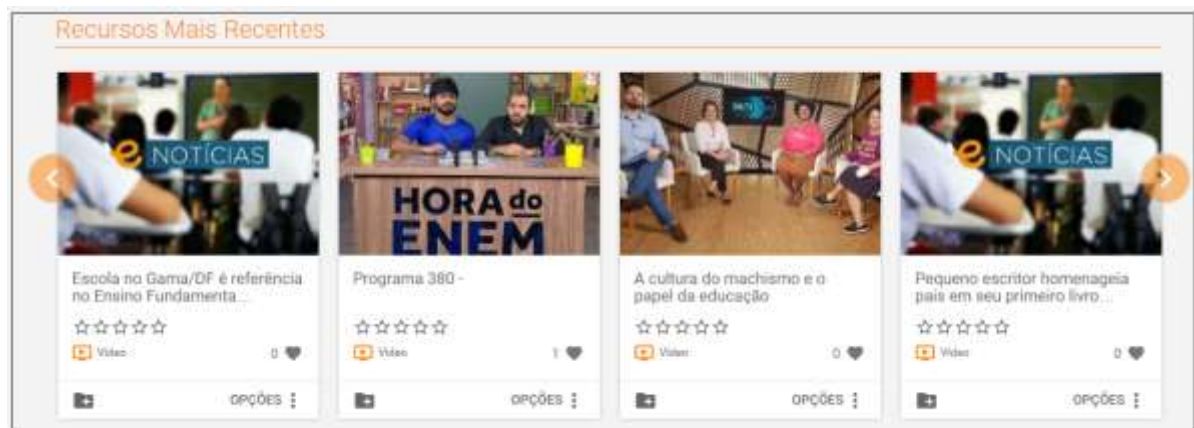 Recursos Mais Recentes
e NOTÍCIAS
Escola no Gama/DF é referência
no Ensino Fundamenta...
Vídeo
0
OPÇÕES
HORA do
ENEM
Programa 380 -
Vídeo
1
OPÇÕES
A cultura do machismo e o
papel da educação
Vídeo
0
OPÇÕES
e NOTÍCIAS
Pequeno escritor homenageia
pais em seu primeiro livro...
Vídeo
0
OPÇÕES